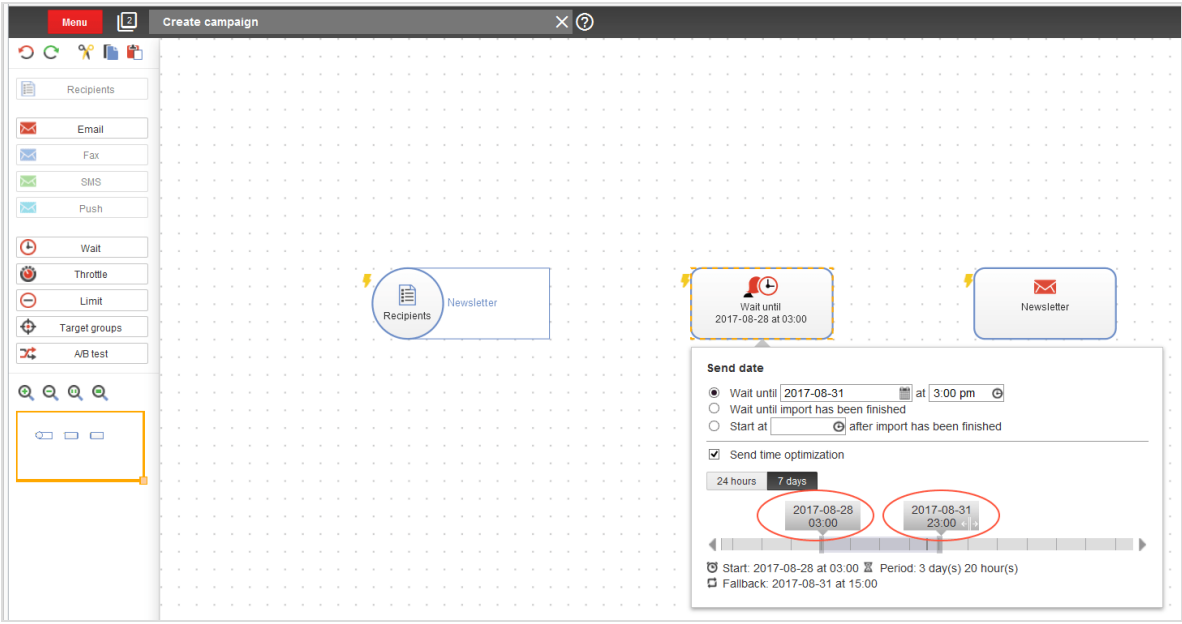 Menu
2
Create campaign
?
Recipients
Email
Fax
SMS
Push
Wait
Throttle
Limit
Target groups
A/B test
Recipients
Newsletter
Wait until
2017-08-28 at 03:00
Newsletter
Send date
Wait until 2017-08-31 at 3:00 pm
Wait until import has been finished
Start at after import has been finished
Send time optimization
24 hours 7 days
2017-08-28
03:00
2017-08-31
23:00
Start: 2017-08-28 at 03:00 Period: 3 day(s) 20 hour(s)
Fallback: 2017-08-31 at 15:00